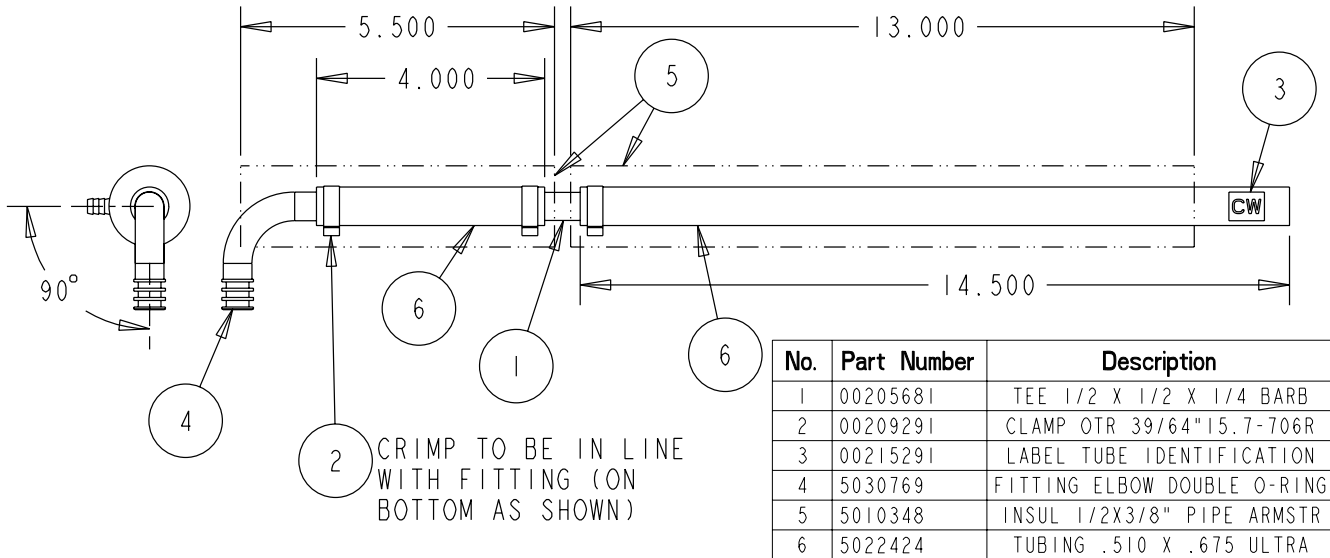 5.500
13.000
4.000
5
3
CW
90°
6
14.500
4
1
6
2
CRIMP TO BE IN LINE
WITH FITTING (ON
BOTTOM AS SHOWN)
No. Part Number Description
1 00205681 TEE 1/2 X 1/2 X 1/4 BARB
2 00209291 CLAMP OTR 39/64"15.7-706R
3 00215291 LABEL TUBE IDENTIFICATION
4 5030769 FITTING ELBOW DOUBLE O-RING
5 5010348 INSUL 1/2X3/8" PIPE ARMSTR
6 5022424 TUBING .510 X .675 ULTRA